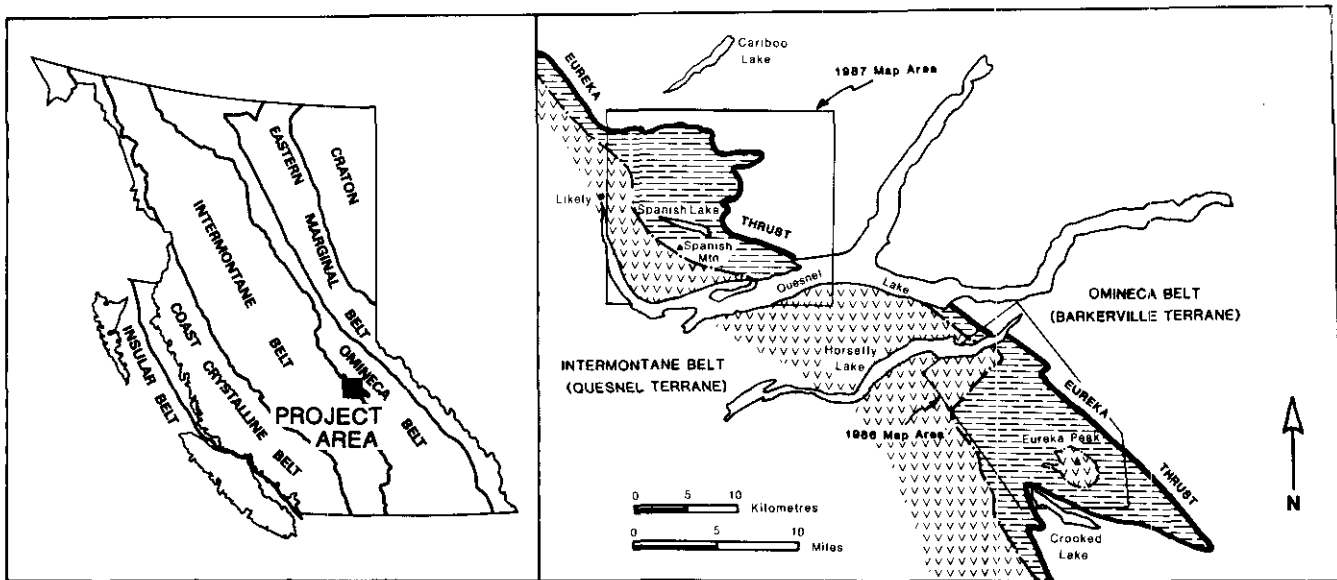 EASTERN
MARGINAL
BELT
CRATON
INTERMONTANE
BELT
OMINECA
BELT
COAST
CRYSTALLINE
BELT
INSULAR
BELT
PROJECT
AREA
Cariboo
Lake
1987 Map Area
EUREKA
Likely
Spanish Lake
THRUST
Spanish
Mtn
Quesnel
Lake
OMINECA BELT
(BARKERVILLE TERRANE)
Horsefly
Lake
INTERMONTANE BELT
(QUESNEL TERRANE)
EUREKA
1986 Map Area
Eureka Peak
THRUST
0 5 10
Kilometres
0 5 10
Miles
Crooked
Lake
N